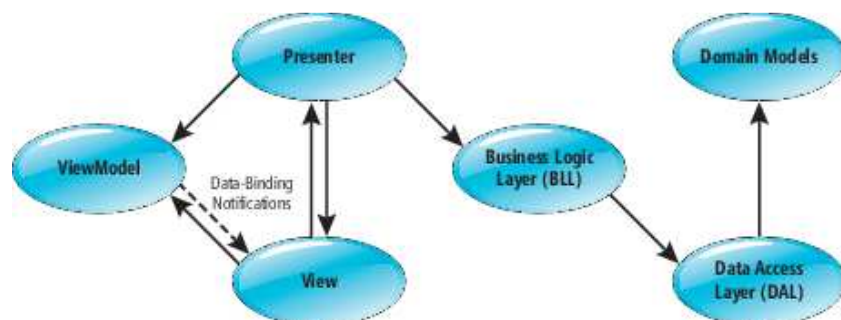 Presenter
Domain Models
ViewModel
Data-Binding
Notifications
Business Logic
Layer (BLL)
View
Data Access
Layer (DAL)